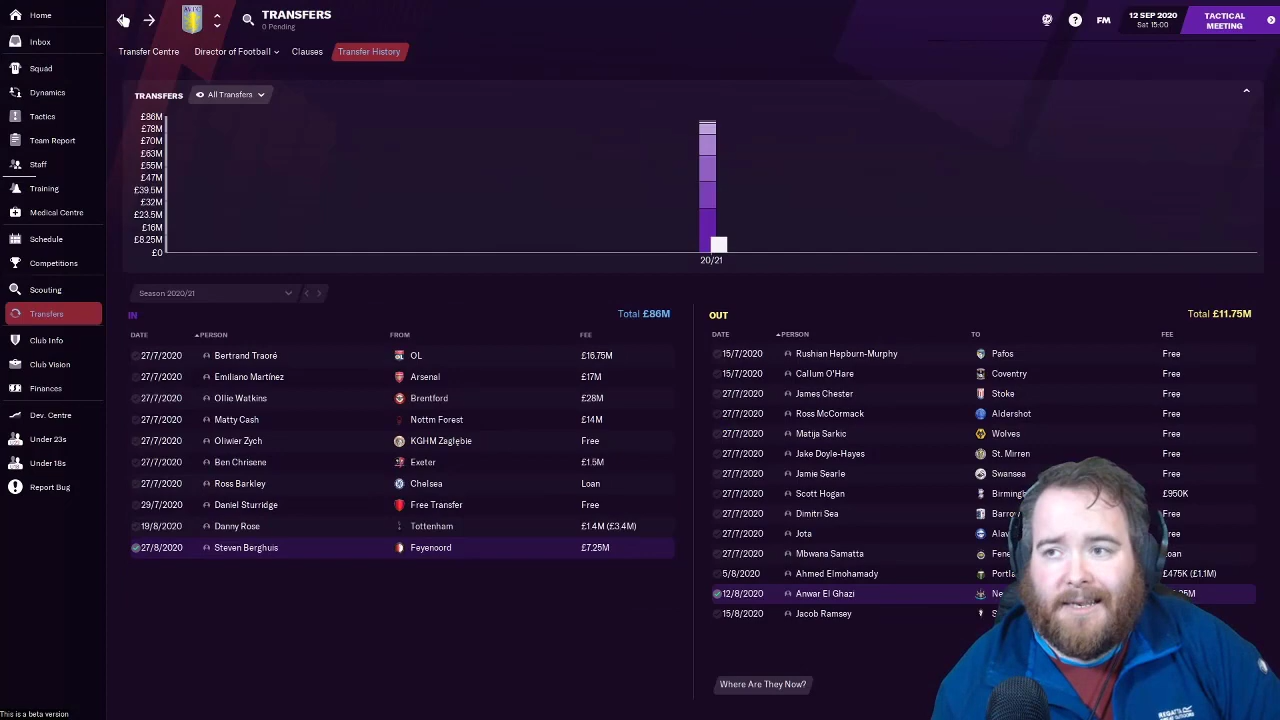 Home
Inbox
Squad
Dynamics
Tactics
Team Report
Staff
Training
Medical Centre
Schedule
Competitions
Scouting
Transfers
Club Info
Club Vision
Finances
Dev. Centre
Under 23s
Under 18s
Report Bug
This is a beta version
TRANSFERS
0 Pending
? FM 12 SEP 2020
Sat 15:00
TACTICAL
MEETING
Transfer Centre Director of Football Clauses Transfer History
TRANSFERS All Transfers
£86M
£78M
£70M
£63M
£55M
£47M
£39.5M
£32M
£23.5M
£16M
£8.25M
£0
20/21
Season 2020/21
IN Total £86M
DATE PERSON FROM FEE
27/7/2020 Bertrand Traoré OL £16.75M
27/7/2020 Emiliano Martínez Arsenal £17M
27/7/2020 Ollie Watkins Brentford £28M
27/7/2020 Matty Cash Nottm Forest £14M
27/7/2020 Oliwier Zych KGHM Zagłębie Free
27/7/2020 Ben Chrisene Exeter £1.5M
27/7/2020 Ross Barkley Chelsea Loan
29/7/2020 Daniel Sturridge Free Transfer Free
19/8/2020 Danny Rose Tottenham £1.4M (£3.4M)
27/8/2020 Steven Berghuis Feyenoord £7.25M
OUT Total £11.75M
DATE PERSON TO FEE
15/7/2020 Rushian Hepburn-Murphy Pafos Free
15/7/2020 Callum O'Hare Coventry Free
27/7/2020 James Chester Stoke Free
27/7/2020 Ross McCormack Aldershot Free
27/7/2020 Matija Sarkic Wolves Free
27/7/2020 Jake Doyle-Hayes St. Mirren Free
27/7/2020 Jamie Searle Swansea Free
27/7/2020 Scott Hogan £950K
27/7/2020 Dimitri Sea Free
27/7/2020 Jota Free
27/7/2020 Mbwana Samatta
5/8/2020 Ahmed Elmohamady £475K (£1.1M)
12/8/2020 Anwar El Ghazi
15/8/2020 Jacob Ramsey
Where Are They Now?
REGATTA